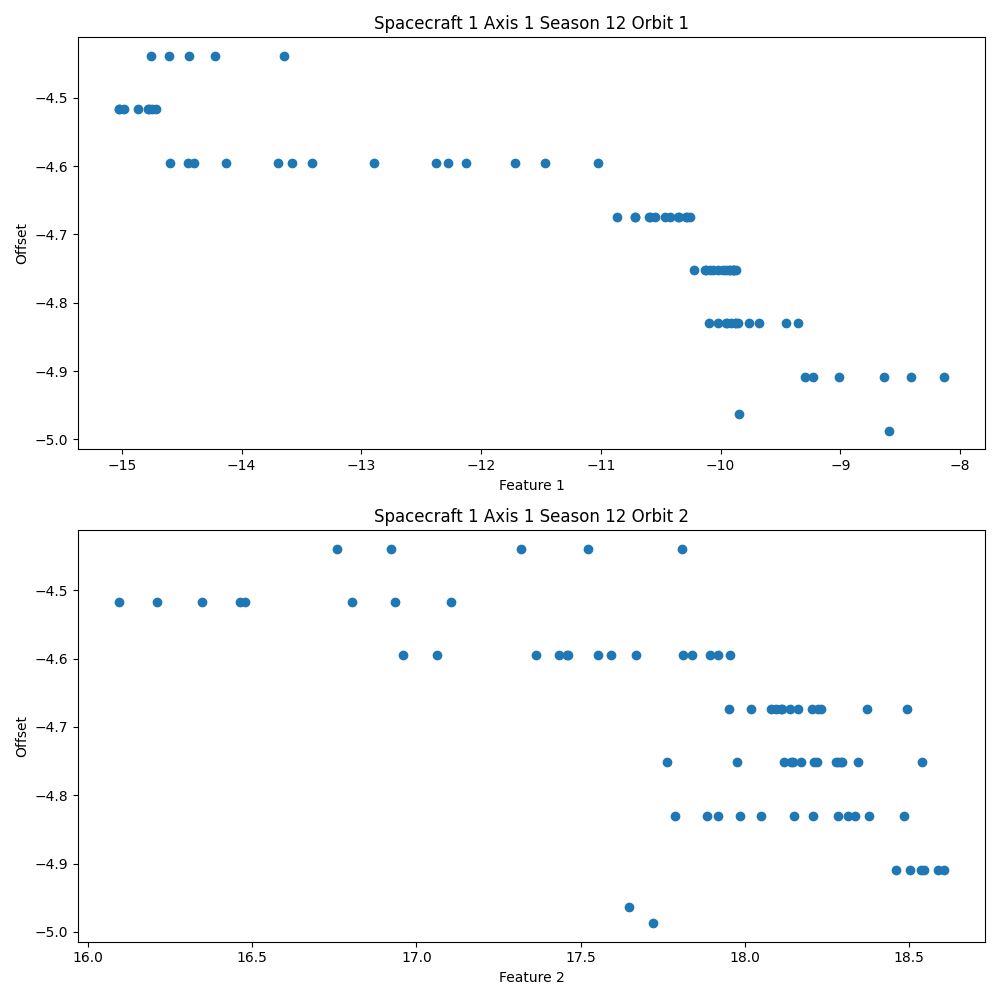 Spacecraft 1 Axis 1 Season 12 Orbit 1
−4.5
−4.6
−4.7
−4.8
−4.9
−5.0
Offset
−15 −14 −13 −12 −11 −10 −9 −8
Feature 1
Spacecraft 1 Axis 1 Season 12 Orbit 2
−4.5
−4.6
−4.7
−4.8
−4.9
−5.0
Offset
16.0 16.5 17.0 17.5 18.0 18.5
Feature 2